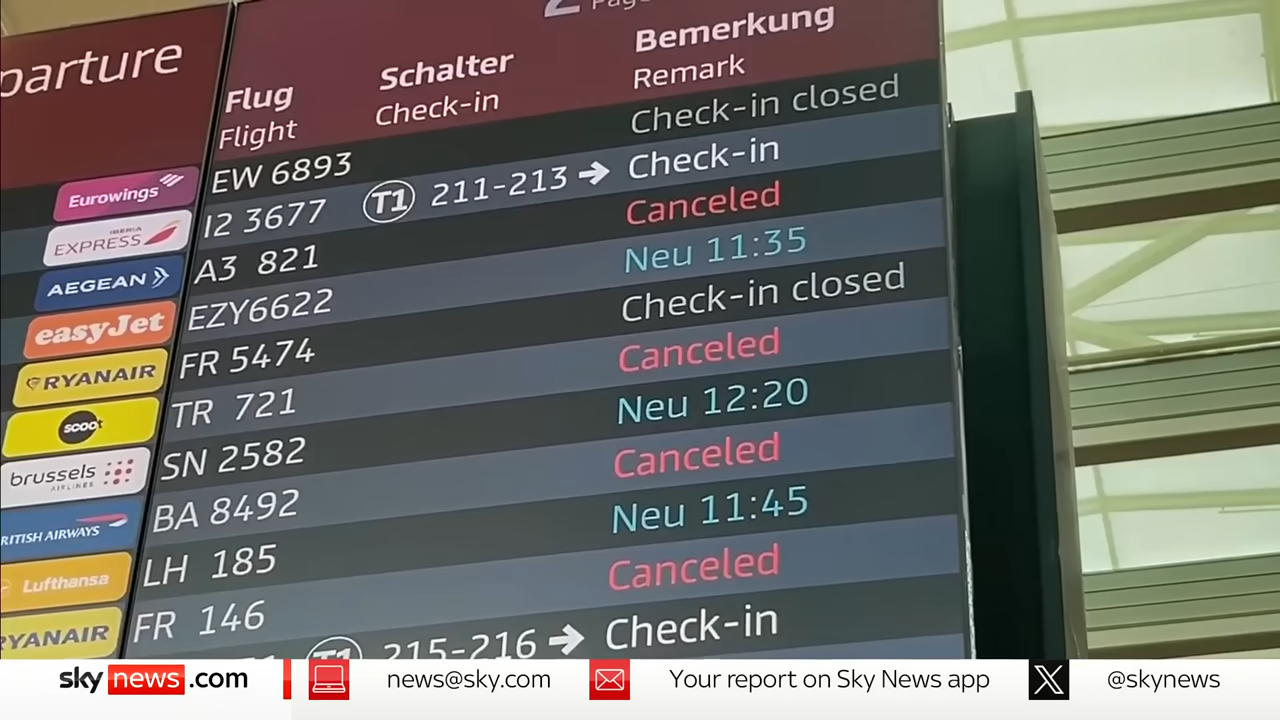 2 Page
parture
Flug Schalter Bemerkung
Flight Check-in Remark
Eurowings EW 6893 Check-in closed
IBERIA EXPRESS I2 3677 T1 211-213 → Check-in
AEGEAN A3 821 Canceled
easyJet EZY6622 Neu 11:35
RYANAIR FR 5474 Check-in closed
scoot TR 721 Canceled
brussels AIRLINES SN 2582 Neu 12:20
RITISH AIRWAYS BA 8492 Canceled
Lufthansa LH 185 Neu 11:45
RYANAIR FR 146 Canceled
T1 215-216 → Check-in
sky news.com news@sky.com Your report on Sky News app X @skynews